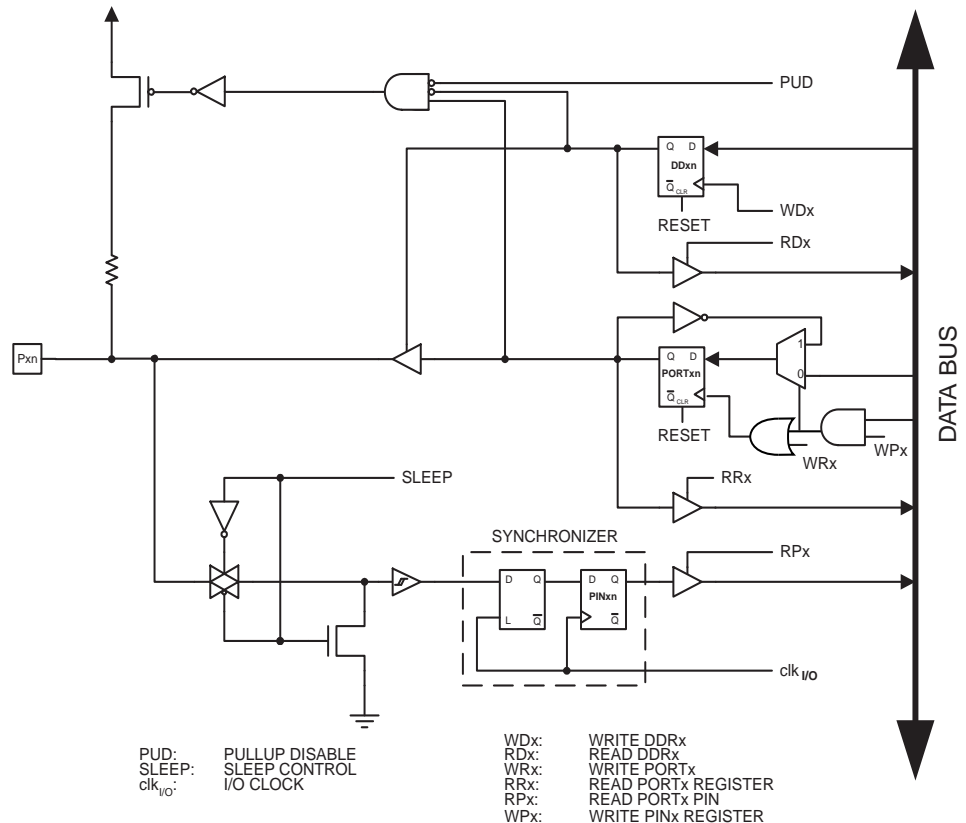 PUD
Q D
DDxn
Q CLR
WDx
RESET
RDx
1
Pxn
Q D
PORTxn
0
Q CLR
RESET
WRx
WPx
DATA BUS
SLEEP
RRx
SYNCHRONIZER
RPx
D Q
D Q
PINxn
L Q
Q
clk I/O
PUD: PULLUP DISABLE
SLEEP: SLEEP CONTROL
clkI/O: I/O CLOCK
WDx: WRITE DDRx
RDx: READ DDRx
WRx: WRITE PORTx
RRx: READ PORTx REGISTER
RPx: READ PORTx PIN
WPx: WRITE PINx REGISTER